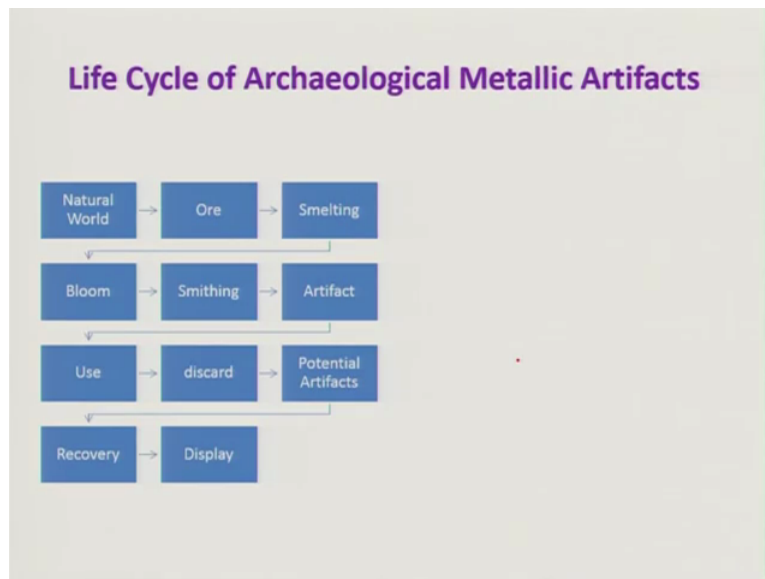 Life Cycle of Archaeological Metallic Artifacts
Natural
World
Ore
Smelting
Bloom
Smithing
Artifact
Use
discard
Potential
Artifacts
Recovery
Display